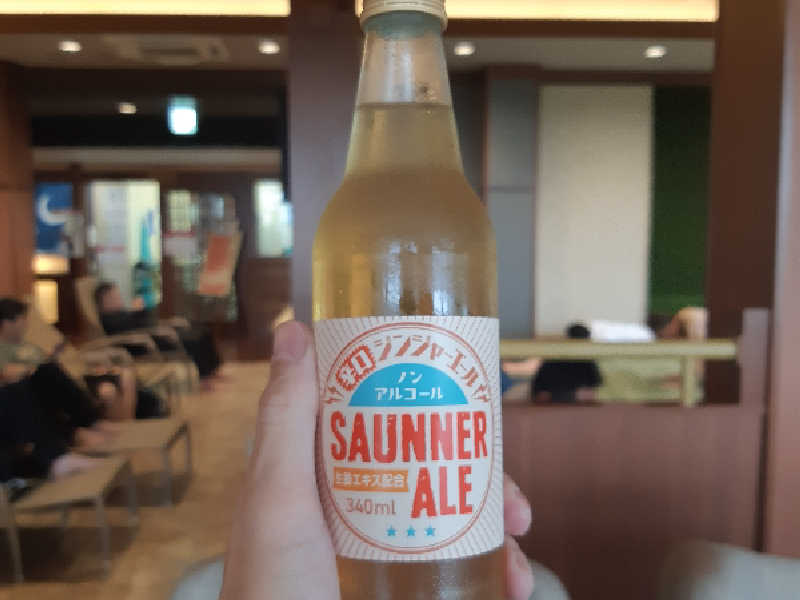 辛口ジンジャーエール
ノン
アルコール
SAUNNER
生姜エキス配合
ALE
340ml